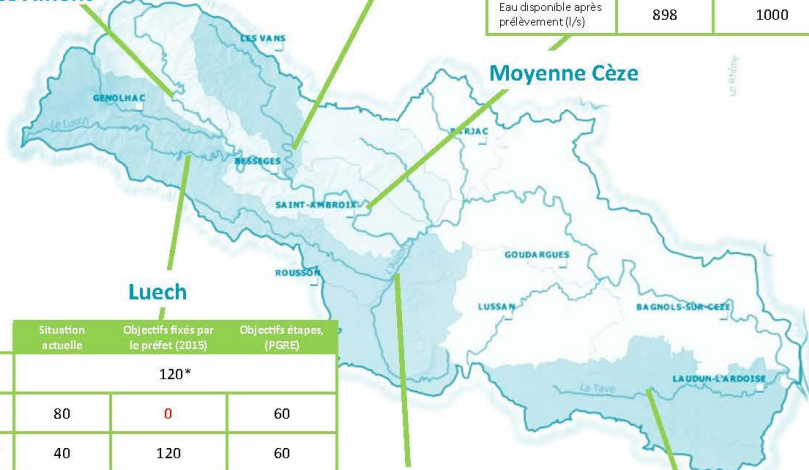 Eau disponible après
prélèvement (l/s)
898
1000
LES VANS
Le Rhône
Moyenne Cèze
GENOLHAC
Le Luech
BARJAC
BESSEGES
SAINT-AMBROIX
GOUDARGUES
ROUSSON
LUSSAN
BAGNOLS-SUR-CEZE
Luech
Situation
actuelle
Objectifs fixés par
le préfet (2015)
Objectifs étapes,
(PGRE)
120*
80
0
60
40
120
60
La Tave
LAUDUN-L'ARDOISE